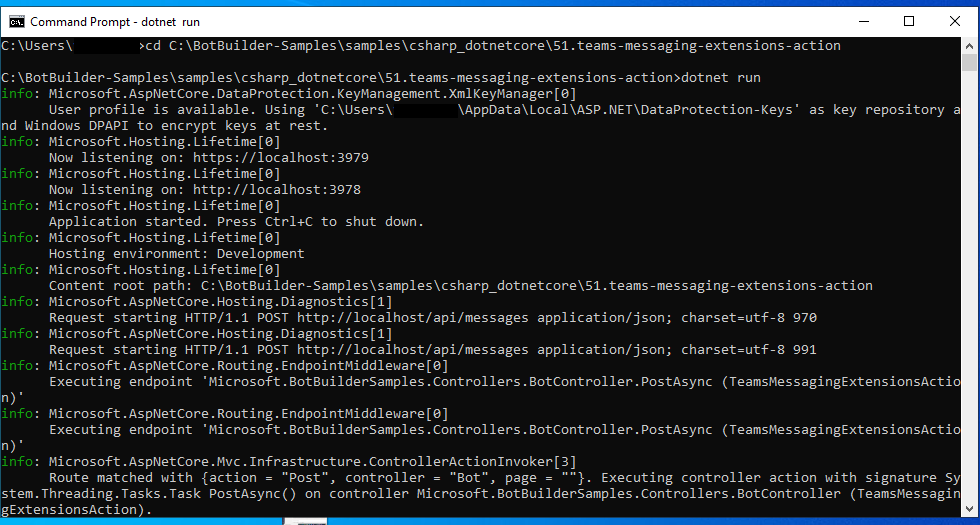 Command Prompt - dotnet run
C:\Users\ >cd C:\BotBuilder-Samples\samples\csharp_dotnetcore\51.teams-messaging-extensions-action
C:\BotBuilder-Samples\samples\csharp_dotnetcore\51.teams-messaging-extensions-action>dotnet run
info: Microsoft.AspNetCore.DataProtection.KeyManagement.XmlKeyManager[0]
User profile is available. Using 'C:\Users\ \AppData\Local\ASP.NET\DataProtection-Keys' as key repository a
nd Windows DPAPI to encrypt keys at rest.
info: Microsoft.Hosting.Lifetime[0]
Now listening on: https://localhost:3979
info: Microsoft.Hosting.Lifetime[0]
Now listening on: http://localhost:3978
info: Microsoft.Hosting.Lifetime[0]
Application started. Press Ctrl+C to shut down.
info: Microsoft.Hosting.Lifetime[0]
Hosting environment: Development
info: Microsoft.Hosting.Lifetime[0]
Content root path: C:\BotBuilder-Samples\samples\csharp_dotnetcore\51.teams-messaging-extensions-action
info: Microsoft.AspNetCore.Hosting.Diagnostics[1]
Request starting HTTP/1.1 POST http://localhost/api/messages application/json; charset=utf-8 970
info: Microsoft.AspNetCore.Hosting.Diagnostics[1]
Request starting HTTP/1.1 POST http://localhost/api/messages application/json; charset=utf-8 991
info: Microsoft.AspNetCore.Routing.EndpointMiddleware[0]
Executing endpoint 'Microsoft.BotBuilderSamples.Controllers.BotController.PostAsync (TeamsMessagingExtensionsActio
n)'
info: Microsoft.AspNetCore.Routing.EndpointMiddleware[0]
Executing endpoint 'Microsoft.BotBuilderSamples.Controllers.BotController.PostAsync (TeamsMessagingExtensionsActio
n)'
info: Microsoft.AspNetCore.Mvc.Infrastructure.ControllerActionInvoker[3]
Route matched with {action = "Post", controller = "Bot", page = ""}. Executing controller action with signature Sy
stem.Threading.Tasks.Task PostAsync() on controller Microsoft.BotBuilderSamples.Controllers.BotController (TeamsMessagin
gExtensionsAction).